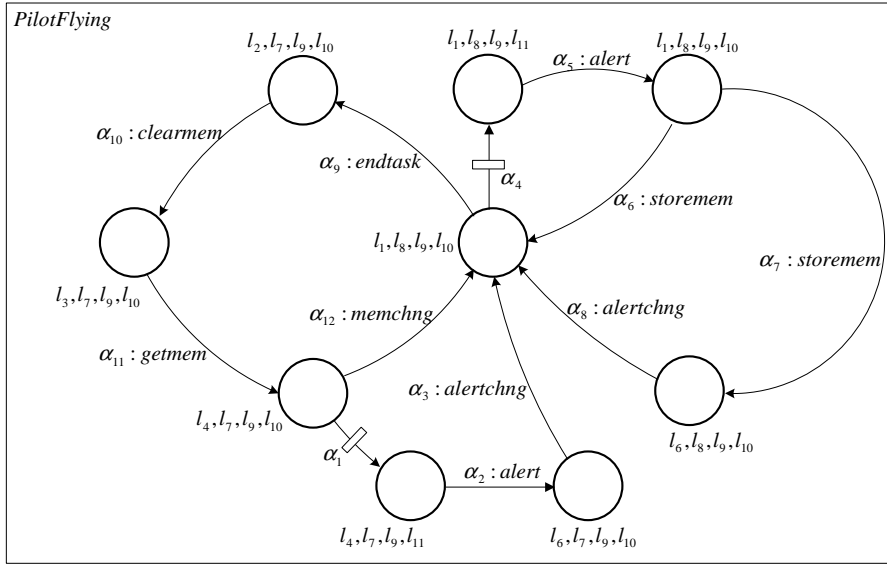 PilotFlying
l₂,l₇,l₉,l₁₀
l₁,l₈,l₉,l₁₁
l₁,l₈,l₉,l₁₀
α₅:alert
α₁₀:clearmem
α₉:endtask
α₄
α₆:storemem
l₁,l₈,l₉,l₁₀
α₇:storemem
l₃,l₇,l₉,l₁₀
α₁₂:memchng
α₈:alertchng
α₁₁:getmem
α₃:alertchng
l₄,l₇,l₉,l₁₀
l₆,l₈,l₉,l₁₀
α₁
α₂:alert
l₄,l₇,l₉,l₁₁
l₆,l₇,l₉,l₁₀